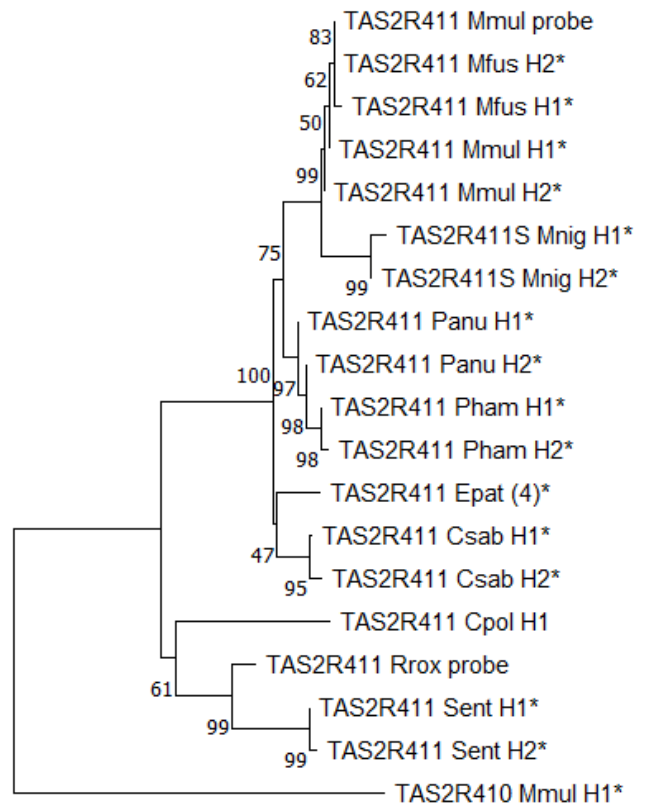 TAS2R411 Mmul probe
83
TAS2R411 Mfus H2*
62
TAS2R411 Mfus H1*
50
TAS2R411 Mmul H1*
99
TAS2R411 Mmul H2*
TAS2R411S Mnig H1*
75
TAS2R411S Mnig H2*
99
TAS2R411 Panu H1*
TAS2R411 Panu H2*
100
97
TAS2R411 Pham H1*
98
TAS2R411 Pham H2*
98
TAS2R411 Epat (4)*
TAS2R411 Csab H1*
47
TAS2R411 Csab H2*
95
TAS2R411 Cpol H1
TAS2R411 Rrox probe
61
TAS2R411 Sent H1*
99
TAS2R411 Sent H2*
99
TAS2R410 Mmul H1*